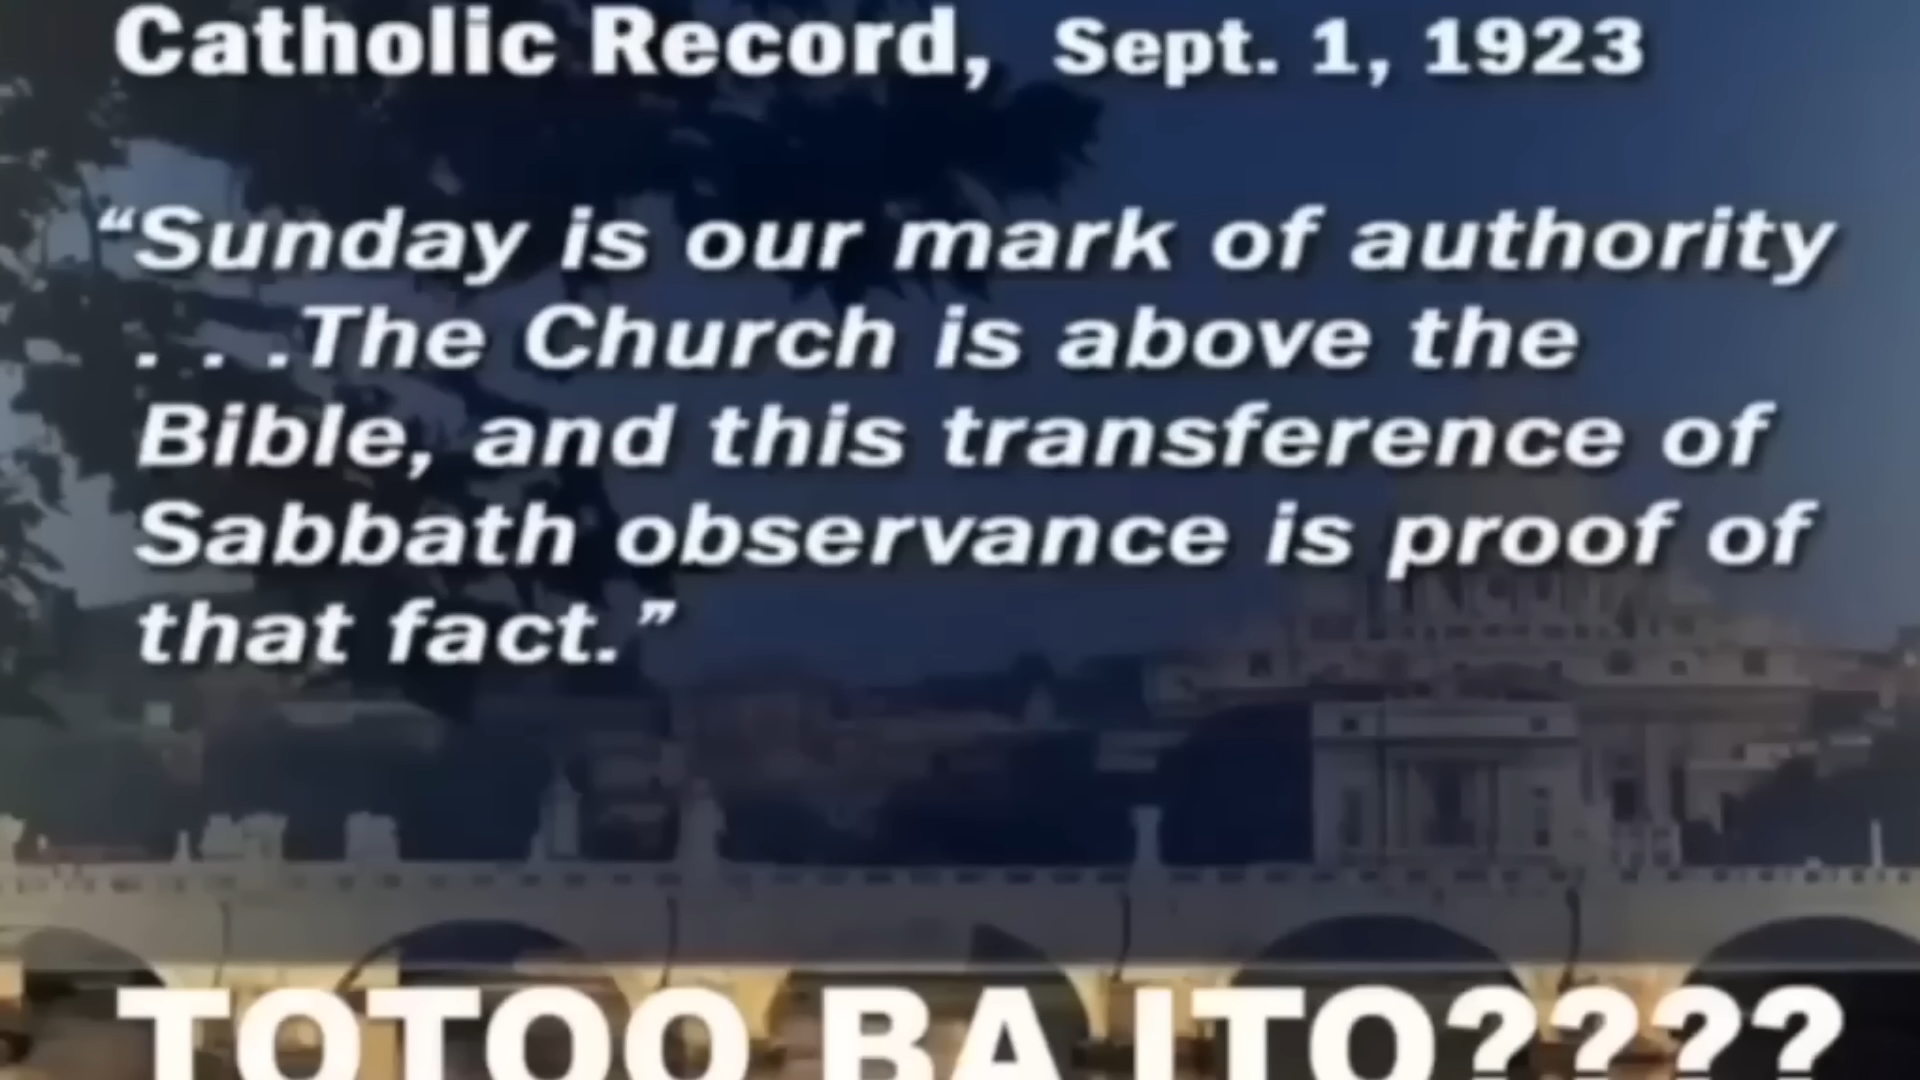 Catholic Record, Sept. 1, 1923
“Sunday is our mark of authority
. . .The Church is above the
Bible, and this transference of
Sabbath observance is proof of
that fact.”
TOTOO BA ITO????